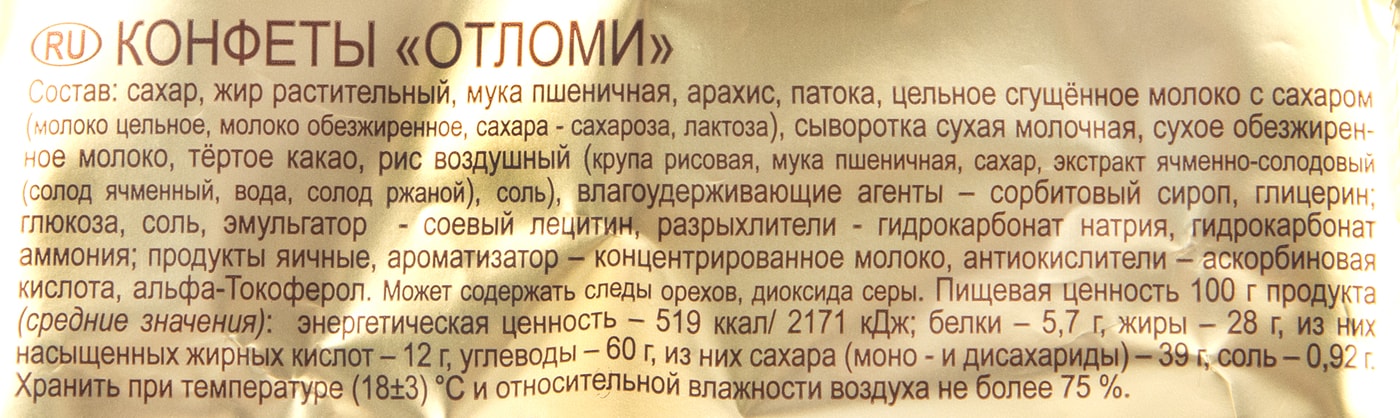 RU КОНФЕТЫ «ОТЛОМИ»
Состав: сахар, жир растительный, мука пшеничная, арахис, патока, цельное сгущённое молоко с сахаром
(молоко цельное, молоко обезжиренное, сахара - сахароза, лактоза), сыворотка сухая молочная, сухое обезжирен-
ное молоко, тёртое какао, рис воздушный (крупа рисовая, мука пшеничная, сахар, экстракт ячменно-солодовый
(солод ячменный, вода, солод ржаной), соль), влагоудерживающие агенты – сорбитовый сироп, глицерин;
глюкоза, соль, эмульгатор - соевый лецитин, разрыхлители - гидрокарбонат натрия, гидрокарбонат
аммония; продукты яичные, ароматизатор – концентрированное молоко, антиокислители – аскорбиновая
кислота, альфа-Токоферол. Может содержать следы орехов, диоксида серы. Пищевая ценность 100 г продукта
(средние значения): энергетическая ценность – 519 ккал/ 2171 кДж; белки – 5,7 г, жиры – 28 г, из них
насыщенных жирных кислот – 12 г, углеводы – 60 г, из них сахара (моно - и дисахариды) – 39 г, соль – 0,92 г.
Хранить при температуре (18±3) °С и относительной влажности воздуха не более 75 %.